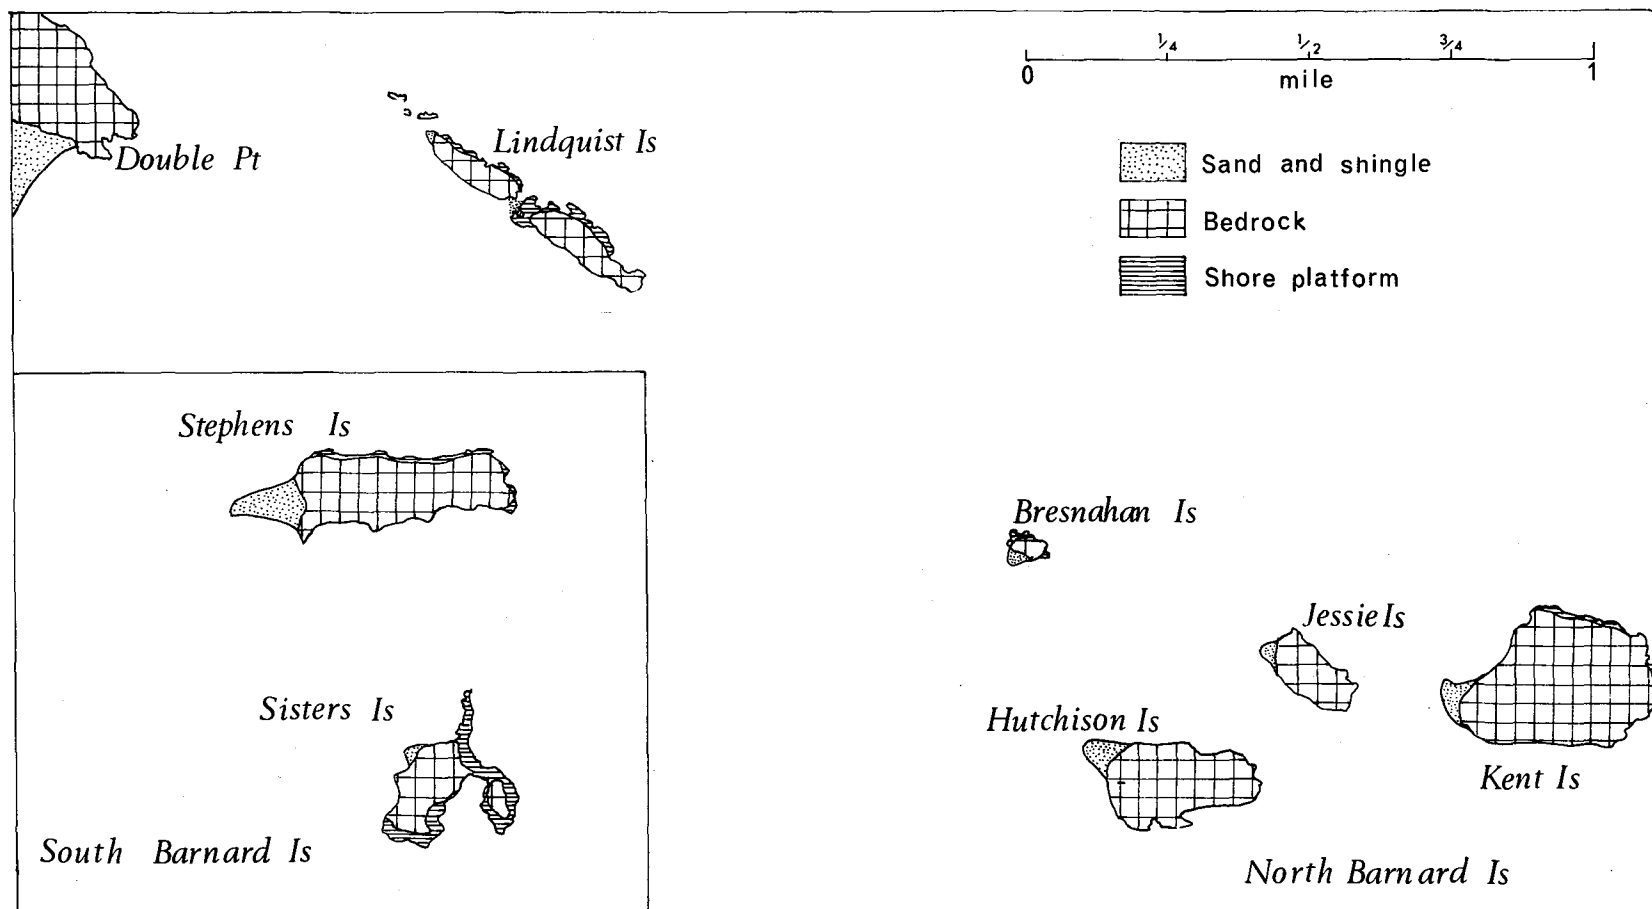 1/4 1/2 3/4
0 1
mile
Lindquist Is
Double Pt
Sand and shingle
Bedrock
Shore platform
Stephens Is
Bresnahan Is
Jessie Is
Sisters Is
Hutchison Is
Kent Is
South Barnard Is
North Barnard Is